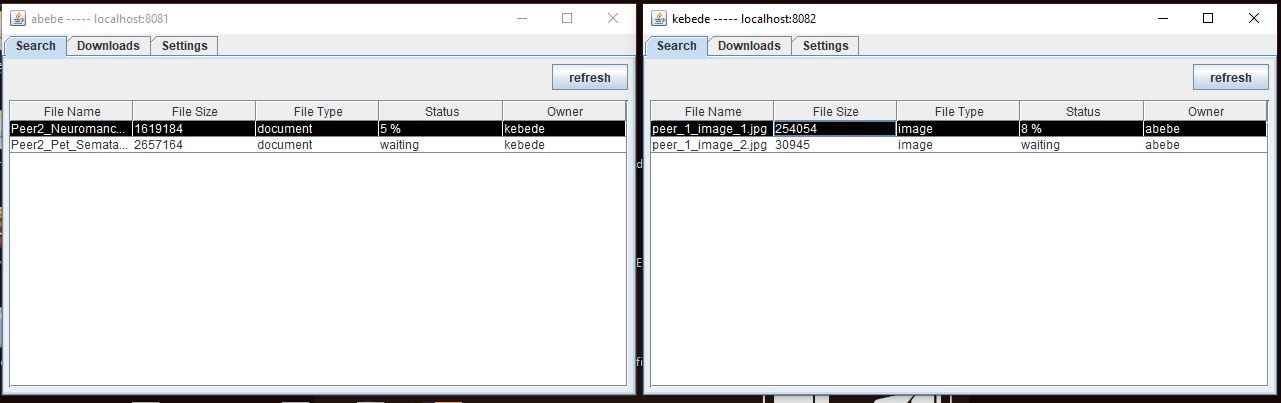 abebe ----- localhost:8081
Search Downloads Settings
refresh
File Name File Size File Type Status Owner
Peer2_Neuromanc... 1619184 document 5 % kebede
Peer2_Pet_Semata... 2657164 document waiting kebede
kebede ----- localhost:8082
Search Downloads Settings
refresh
File Name File Size File Type Status Owner
peer_1_image_1.jpg 254054 image 8 % abebe
peer_1_image_2.jpg 30945 image waiting abebe